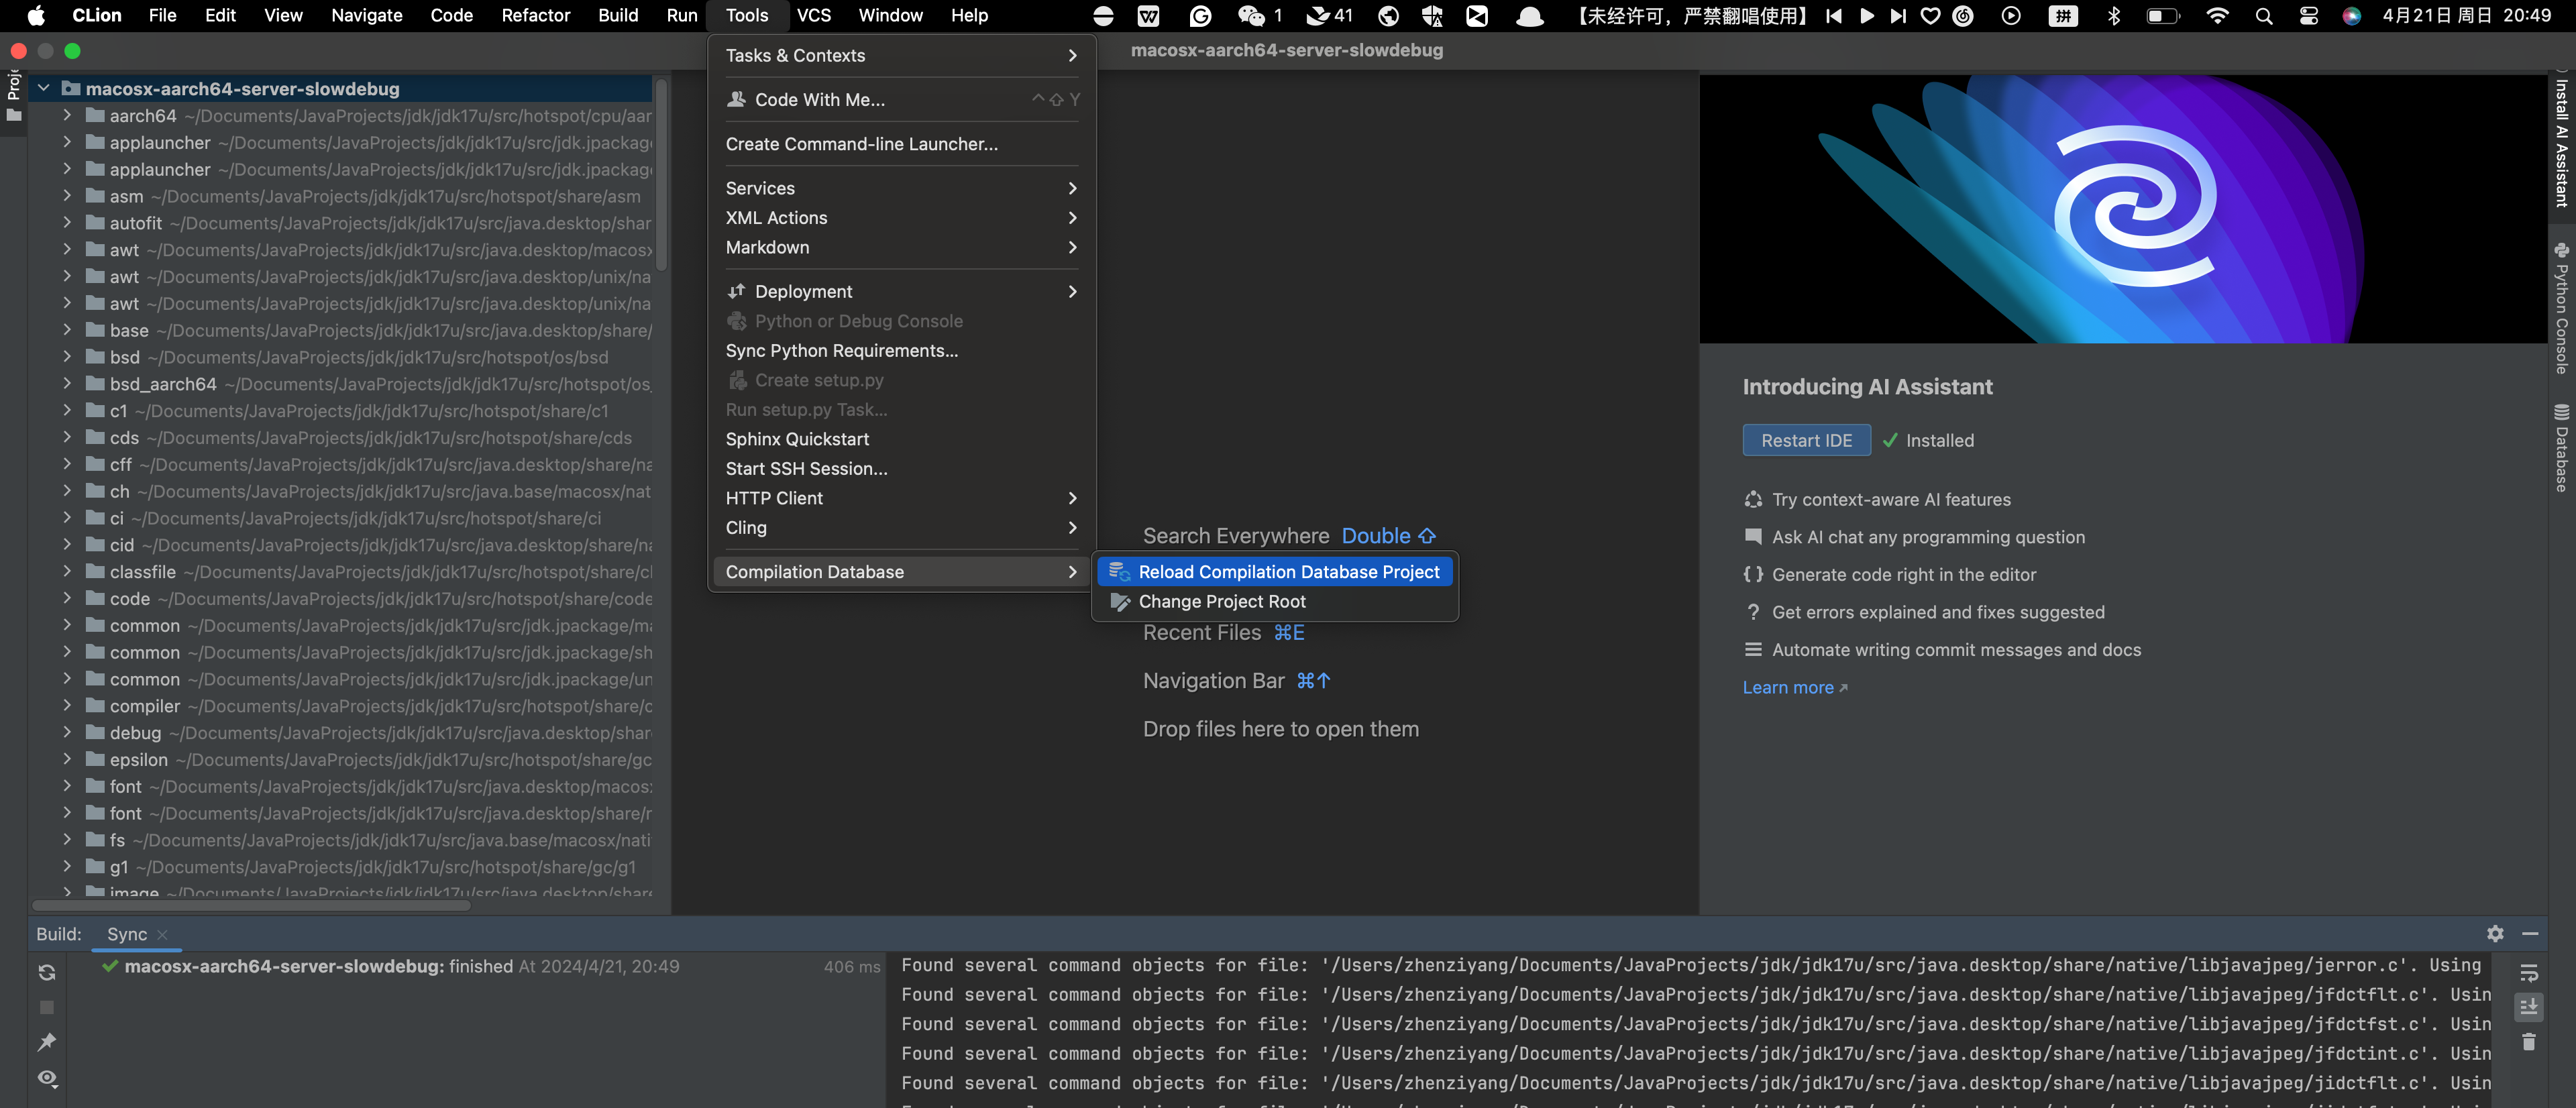 CLion File Edit View Navigate Code Refactor Build Run Tools VCS Window Help 1 41 【未经许可，严禁翻唱使用】 拼 4月21日 周日 20:49
macosx-aarch64-server-slowdebug
Proje
macosx-aarch64-server-slowdebug
aarch64 ~/Documents/JavaProjects/jdk/jdk17u/src/hotspot/cpu/aar
applauncher ~/Documents/JavaProjects/jdk/jdk17u/src/jdk.jpackage
applauncher ~/Documents/JavaProjects/jdk/jdk17u/src/jdk.jpackage
asm ~/Documents/JavaProjects/jdk/jdk17u/src/hotspot/share/asm
autofit ~/Documents/JavaProjects/jdk/jdk17u/src/java.desktop/shar
awt ~/Documents/JavaProjects/jdk/jdk17u/src/java.desktop/macosx
awt ~/Documents/JavaProjects/jdk/jdk17u/src/java.desktop/unix/na
awt ~/Documents/JavaProjects/jdk/jdk17u/src/java.desktop/unix/na
base ~/Documents/JavaProjects/jdk/jdk17u/src/java.desktop/share/
bsd ~/Documents/JavaProjects/jdk/jdk17u/src/hotspot/os/bsd
bsd_aarch64 ~/Documents/JavaProjects/jdk/jdk17u/src/hotspot/os_
c1 ~/Documents/JavaProjects/jdk/jdk17u/src/hotspot/share/c1
cds ~/Documents/JavaProjects/jdk/jdk17u/src/hotspot/share/cds
cff ~/Documents/JavaProjects/jdk/jdk17u/src/java.desktop/share/na
ch ~/Documents/JavaProjects/jdk/jdk17u/src/java.base/macosx/nat
ci ~/Documents/JavaProjects/jdk/jdk17u/src/hotspot/share/ci
cid ~/Documents/JavaProjects/jdk/jdk17u/src/java.desktop/share/na
classfile ~/Documents/JavaProjects/jdk/jdk17u/src/hotspot/share/cl
code ~/Documents/JavaProjects/jdk/jdk17u/src/hotspot/share/code
common ~/Documents/JavaProjects/jdk/jdk17u/src/jdk.jpackage/ma
common ~/Documents/JavaProjects/jdk/jdk17u/src/jdk.jpackage/sh
common ~/Documents/JavaProjects/jdk/jdk17u/src/jdk.jpackage/un
compiler ~/Documents/JavaProjects/jdk/jdk17u/src/hotspot/share/c
debug ~/Documents/JavaProjects/jdk/jdk17u/src/java.desktop/shar
epsilon ~/Documents/JavaProjects/jdk/jdk17u/src/hotspot/share/gc
font ~/Documents/JavaProjects/jdk/jdk17u/src/java.desktop/macos
font ~/Documents/JavaProjects/jdk/jdk17u/src/java.desktop/share/r
fs ~/Documents/JavaProjects/jdk/jdk17u/src/java.base/macosx/nati
g1 ~/Documents/JavaProjects/jdk/jdk17u/src/hotspot/share/gc/g1
image ~/Documents/JavaProjects/jdk/jdk17u/src/java.desktop/share
Tasks & Contexts
Code With Me... ^⇧Y
Create Command-line Launcher...
Services
XML Actions
Markdown
Deployment
Python or Debug Console
Sync Python Requirements...
Create setup.py
Run setup.py Task...
Sphinx Quickstart
Start SSH Session...
HTTP Client
Cling
Compilation Database
Reload Compilation Database Project
Change Project Root
Search Everywhere Double ⇧
Recent Files ⌘E
Navigation Bar ⌘↑
Drop files here to open them
Introducing AI Assistant
Restart IDE Installed
Try context-aware AI features
Ask AI chat any programming question
Generate code right in the editor
Get errors explained and fixes suggested
Automate writing commit messages and docs
Learn more ↗
Install AI Assistant
Python Console
Database
Build: Sync
macosx-aarch64-server-slowdebug: finished At 2024/4/21, 20:49 406 ms
Found several command objects for file: '/Users/zhenziyang/Documents/JavaProjects/jdk/jdk17u/src/java.desktop/share/native/libjavajpeg/jerror.c'. Using
Found several command objects for file: '/Users/zhenziyang/Documents/JavaProjects/jdk/jdk17u/src/java.desktop/share/native/libjavajpeg/jfdctflt.c'. Usin
Found several command objects for file: '/Users/zhenziyang/Documents/JavaProjects/jdk/jdk17u/src/java.desktop/share/native/libjavajpeg/jfdctfst.c'. Usin
Found several command objects for file: '/Users/zhenziyang/Documents/JavaProjects/jdk/jdk17u/src/java.desktop/share/native/libjavajpeg/jfdctint.c'. Usin
Found several command objects for file: '/Users/zhenziyang/Documents/JavaProjects/jdk/jdk17u/src/java.desktop/share/native/libjavajpeg/jidctflt.c'. Usin